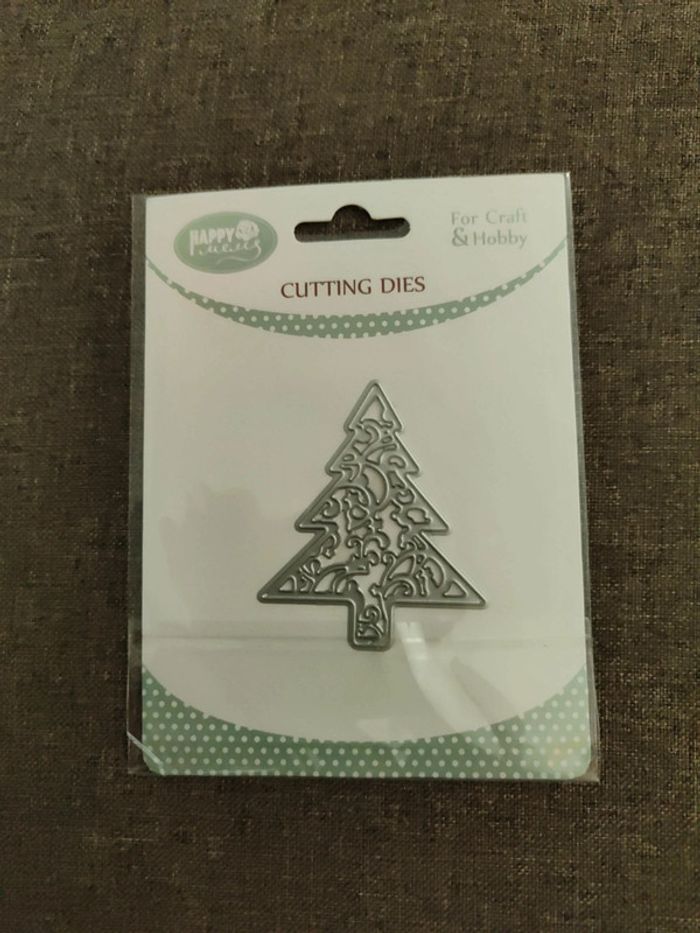 HAPPY
For Craft
& Hobby
CUTTING DIES